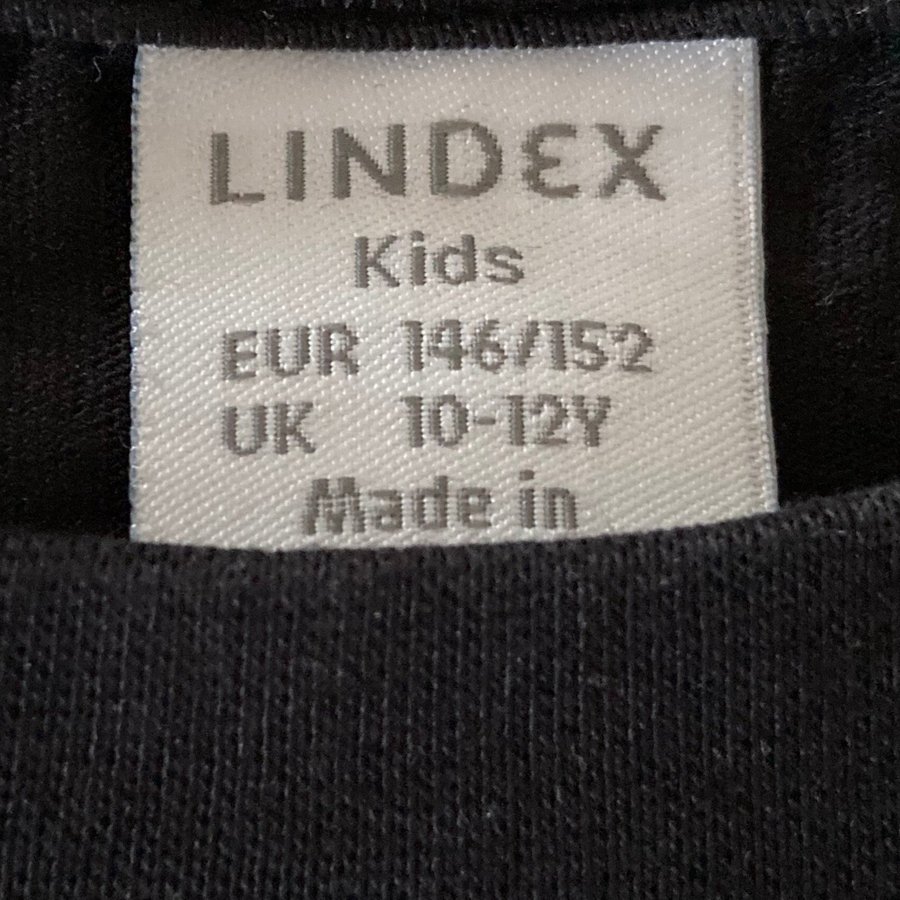 LINDEX
Kids
EUR 146/152
UK 10-12Y
Made in